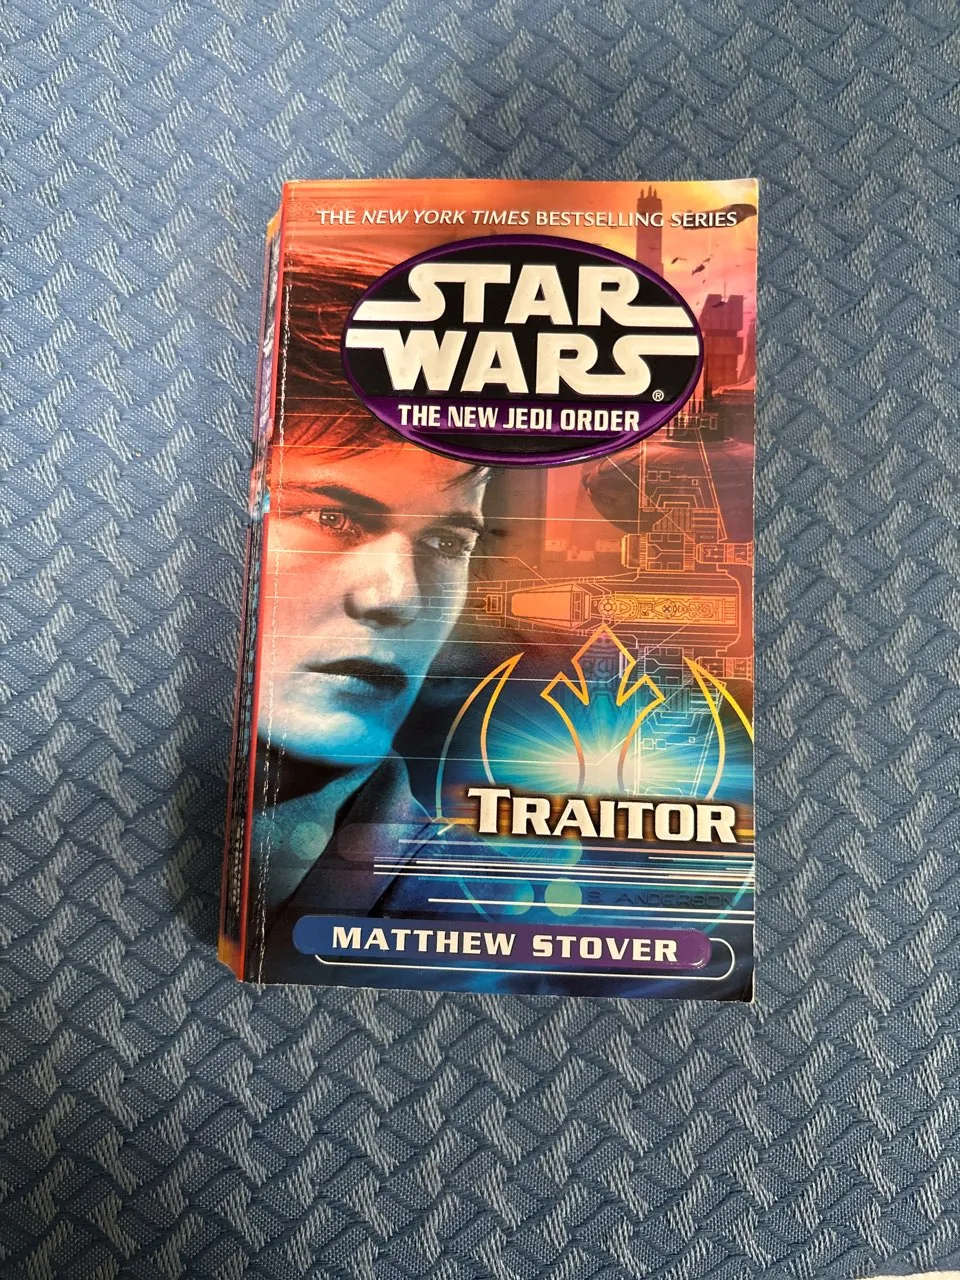 THE NEW YORK TIMES BESTSELLING SERIES
STAR
WARS®
THE NEW JEDI ORDER
TRAITOR
S. ANDERSON
MATTHEW STOVER